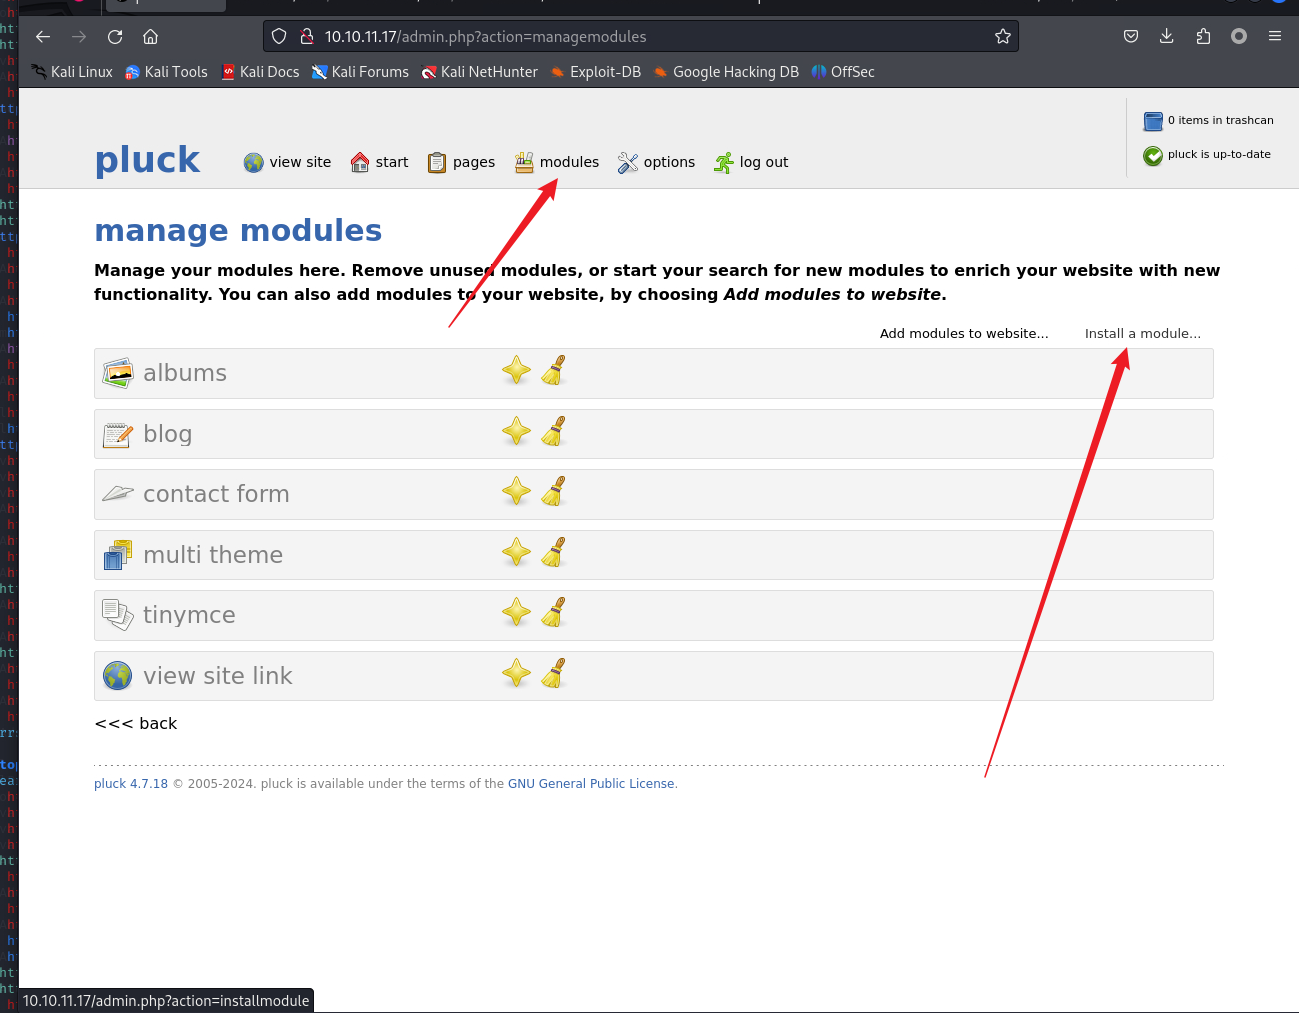 10.10.11.17/admin.php?action=managemodules
Kali Linux Kali Tools Kali Docs Kali Forums Kali NetHunter Exploit-DB Google Hacking DB OffSec
0 items in trashcan
pluck view site start pages modules options log out
pluck is up-to-date
manage modules
Manage your modules here. Remove unused modules, or start your search for new modules to enrich your website with new
functionality. You can also add modules to your website, by choosing Add modules to website.
Add modules to website... Install a module...
albums
blog
contact form
multi theme
tinymce
view site link
<<< back
pluck 4.7.18 © 2005-2024. pluck is available under the terms of the GNU General Public License.
10.10.11.17/admin.php?action=installmodule